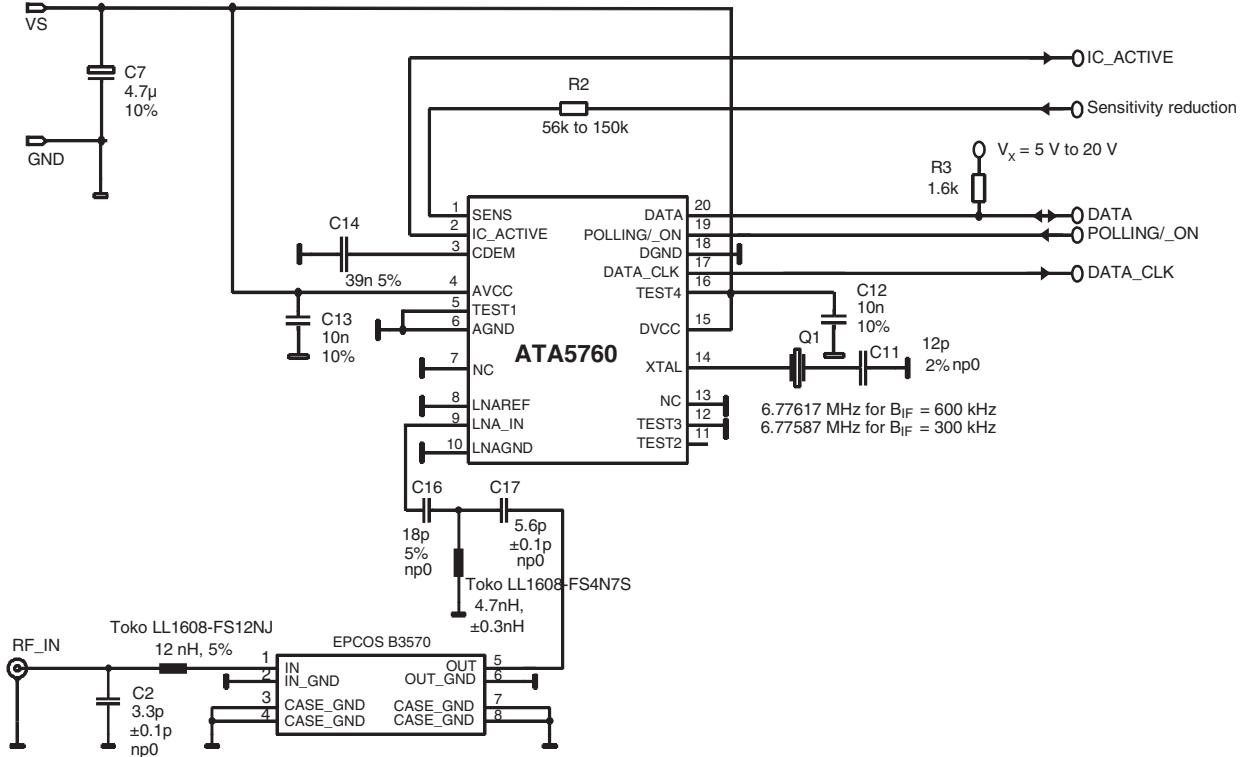 VS
C7
4.7µ
10%
GND
IC_ACTIVE
R2
56k to 150k
Sensitivity reduction
VX = 5 V to 20 V
R3
1.6k
C14
39n 5%
1 SENS
2 IC_ACTIVE
3 CDEM
4 AVCC
5 TEST1
6 AGND
7 NC
8 LNAREF
9 LNA_IN
10 LNAGND
ATA5760
DATA 20
POLLING/_ON 19
DGND 18
DATA_CLK 17
TEST4 16
DVCC 15
XTAL 14
NC 13
TEST3 12
TEST2 11
DATA
POLLING/_ON
DATA_CLK
C13
10n
10%
C12
10n
10%
Q1
C11
12p
2% np0
6.77617 MHz for BIF = 600 kHz
6.77587 MHz for BIF = 300 kHz
C16
18p
5%
np0
C17
5.6p
±0.1p
np0
Toko LL1608-FS4N7S
4.7nH,
±0.3nH
RF_IN
Toko LL1608-FS12NJ
12 nH, 5%
C2
3.3p
±0.1p
np0
EPCOS B3570
1 IN
2 IN_GND
3 CASE_GND
4 CASE_GND
OUT 5
OUT_GND 6
CASE_GND 7
CASE_GND 8